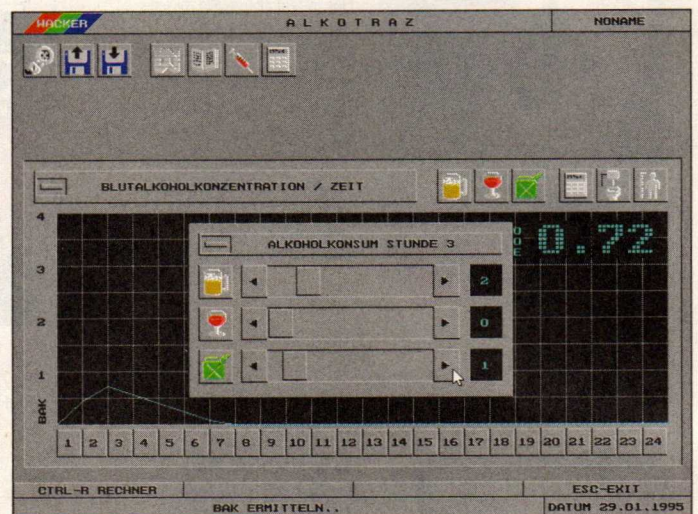 WACKER
ALKOTRAZ
NONAME
BLUTALKOHOLKONZENTRATION / ZEIT
4
3
2
1
BAK
0.72
ALKOHOLKONSUM STUNDE 3
2
0
1
1 2 3 4 5 6 7 8 9 10 11 12 13 14 15 16 17 18 19 20 21 22 23 24
CTRL-R RECHNER
ESC-EXIT
BAK ERMITTELN..
DATUM 29.01.1995